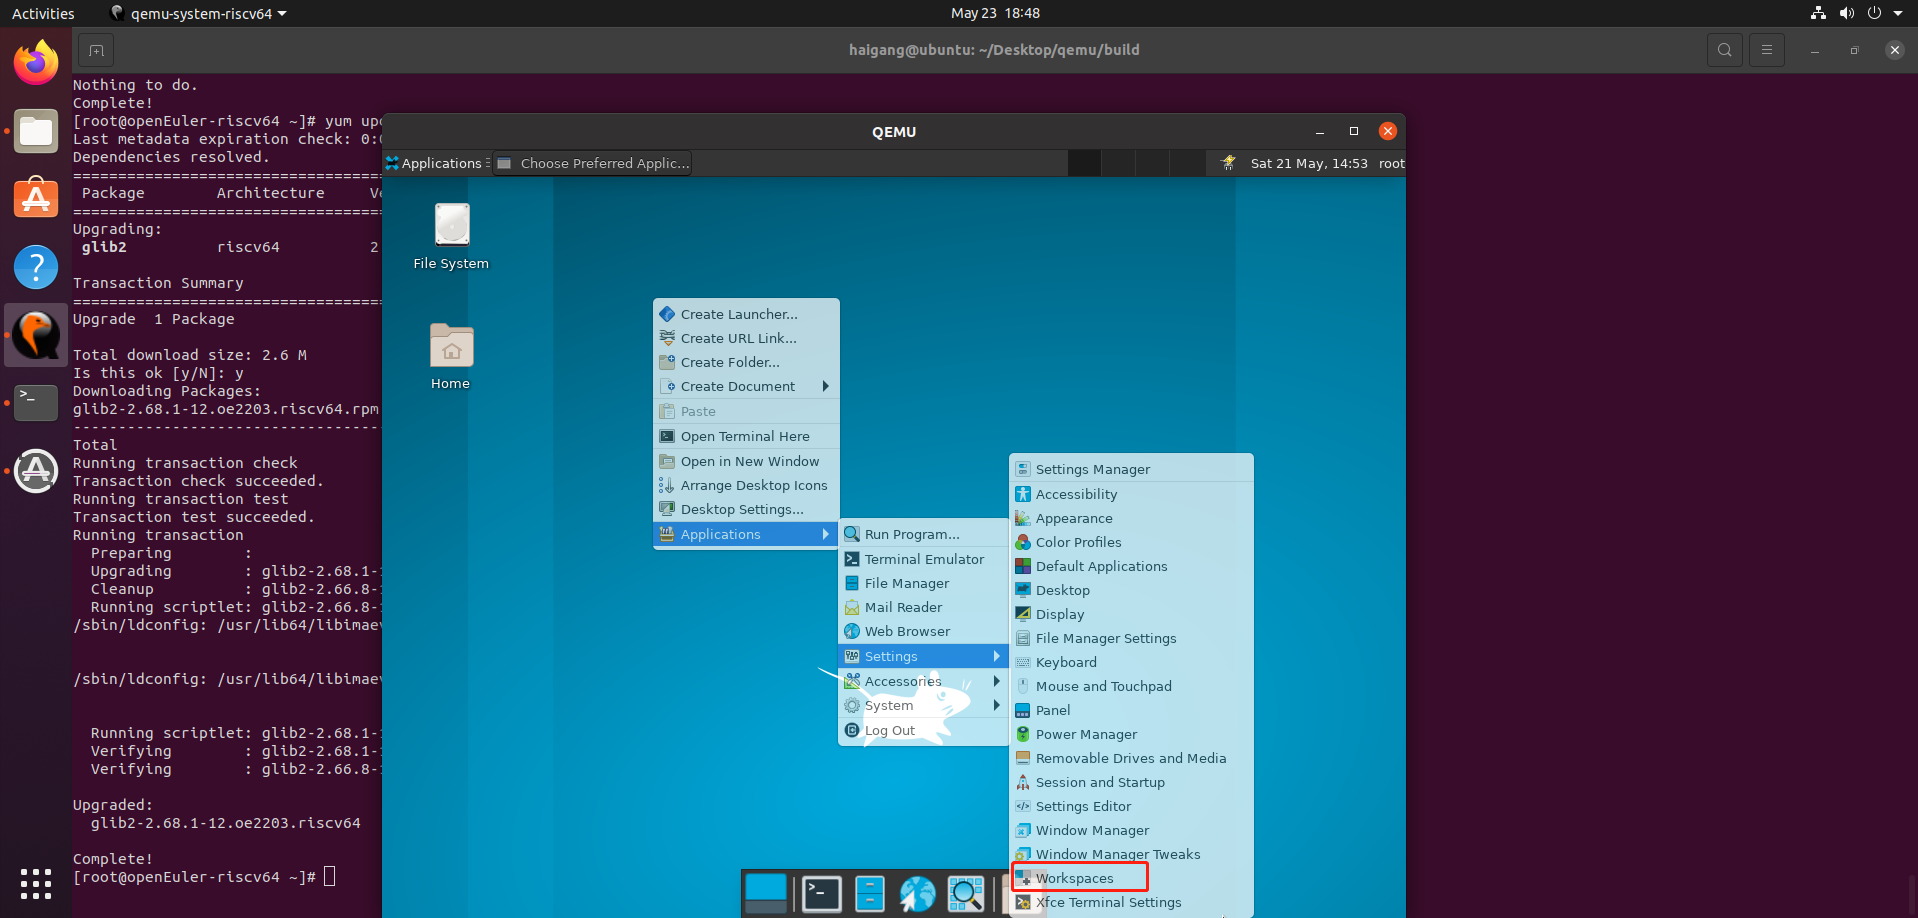 Activities
qemu-system-riscv64
May 23 18:48
haigang@ubuntu: ~/Desktop/qemu/build
Nothing to do.
Complete!
[root@openEuler-riscv64 ~]# yum
Last metadata expiration check:
Dependencies resolved.
================================
Package Architecture
================================
Upgrading:
glib2 riscv64 2
Transaction Summary
================================
Upgrade 1 Package
Total download size: 2.6 M
Is this ok [y/N]: y
Downloading Packages:
glib2-2.68.1-12.oe2203.riscv64.rpm
--------------------------------
Total
Running transaction check
Transaction check succeeded.
Running transaction test
Transaction test succeeded.
Running transaction
Preparing :
Upgrading : glib2-2.68.1-
Cleanup : glib2-2.66.8-
Running scriptlet: glib2-2.66.8-
/sbin/ldconfig: /usr/lib64/libimaev
/sbin/ldconfig: /usr/lib64/libimaev
Running scriptlet: glib2-2.68.1-
Verifying : glib2-2.68.1-
Verifying : glib2-2.66.8-
Upgraded:
glib2-2.68.1-12.oe2203.riscv64
Complete!
[root@openEuler-riscv64 ~]#
QEMU
Applications
Choose Preferred Applic...
Sat 21 May, 14:53
root
File System
Home
Create Launcher...
Create URL Link...
Create Folder...
Create Document
Paste
Open Terminal Here
Open in New Window
Arrange Desktop Icons
Desktop Settings...
Applications
Run Program...
Terminal Emulator
File Manager
Mail Reader
Web Browser
Settings
Accessories
System
Log Out
Settings Manager
Accessibility
Appearance
Color Profiles
Default Applications
Desktop
Display
File Manager Settings
Keyboard
Mouse and Touchpad
Panel
Power Manager
Removable Drives and Media
Session and Startup
Settings Editor
Window Manager
Window Manager Tweaks
Workspaces
Xfce Terminal Settings